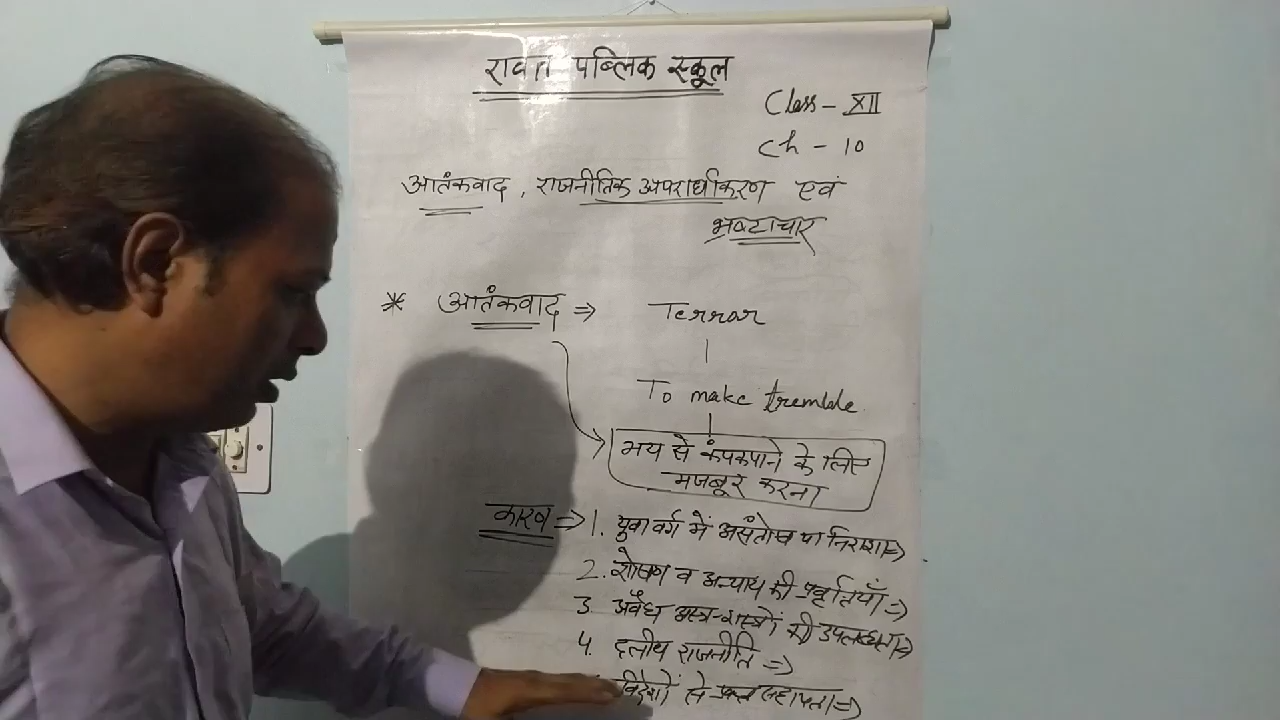 रावत पब्लिक स्कूल
Class - XII
Ch - 10
आतंकवाद , राजनीतिक अपराधीकरण एवं
भ्रष्टाचार
* आतंकवाद ⇒ Terror
To make tremble
भय से कंपकपाने के लिए
मजबूर करना
कारण ⇒ 1. युवा वर्ग में असंतोष या निराशा ⇒
2. शोषण व अन्याय की प्रवृतियाँ ⇒
3. अवैध अस्त्र-शस्त्रों की उपलब्धता ⇒
4. दलीय राजनीति ⇒
विदेशों से प्राप्त सहायता ⇒